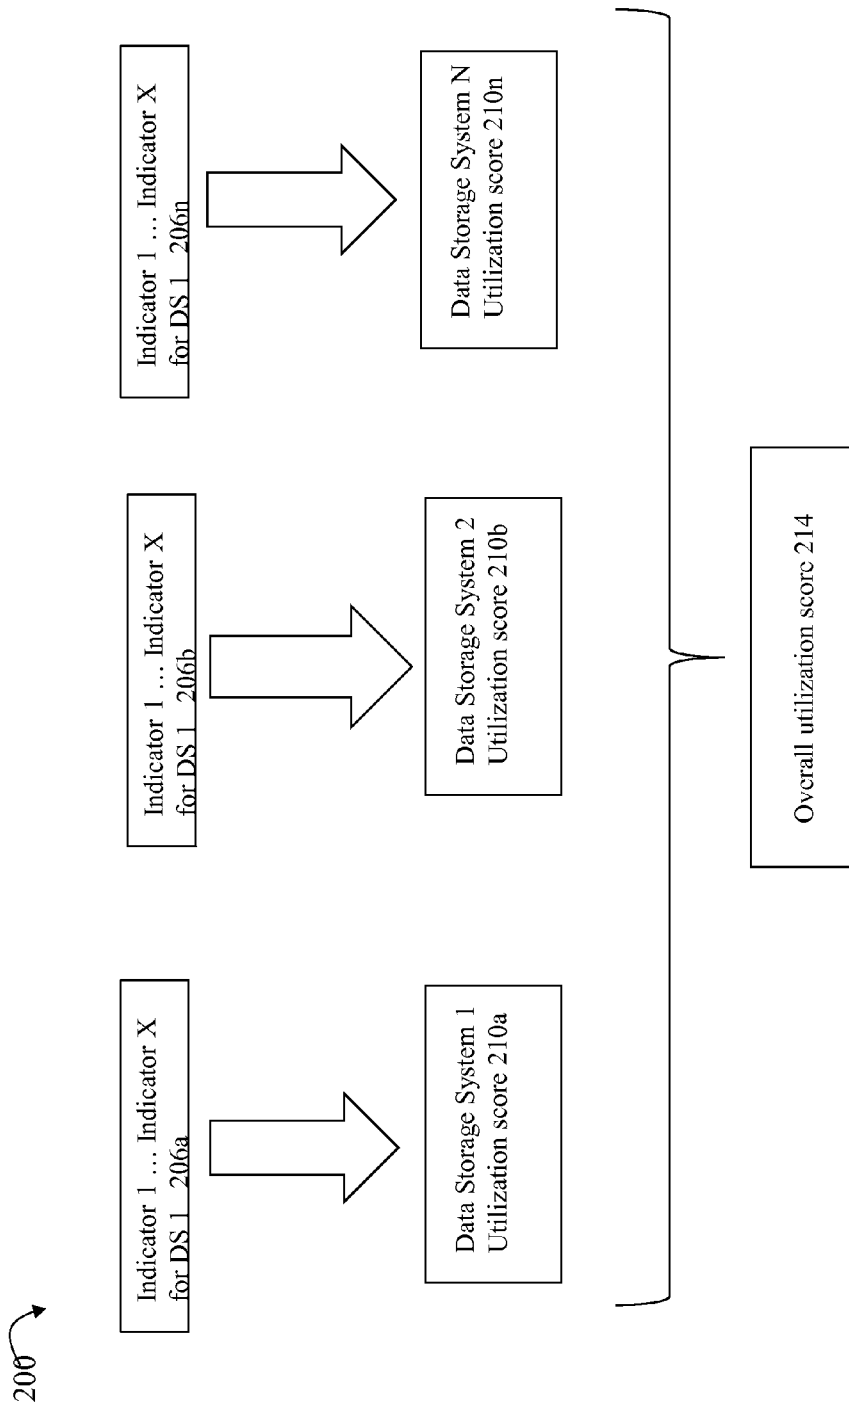 200
Indicator 1 … Indicator X
for DS 1 206a
Indicator 1 … Indicator X
for DS 1 206b
Indicator 1 … Indicator X
for DS 1 206n
Data Storage System 1
Utilization score 210a
Data Storage System 2
Utilization score 210b
Data Storage System N
Utilization score 210n
Overall utilization score 214